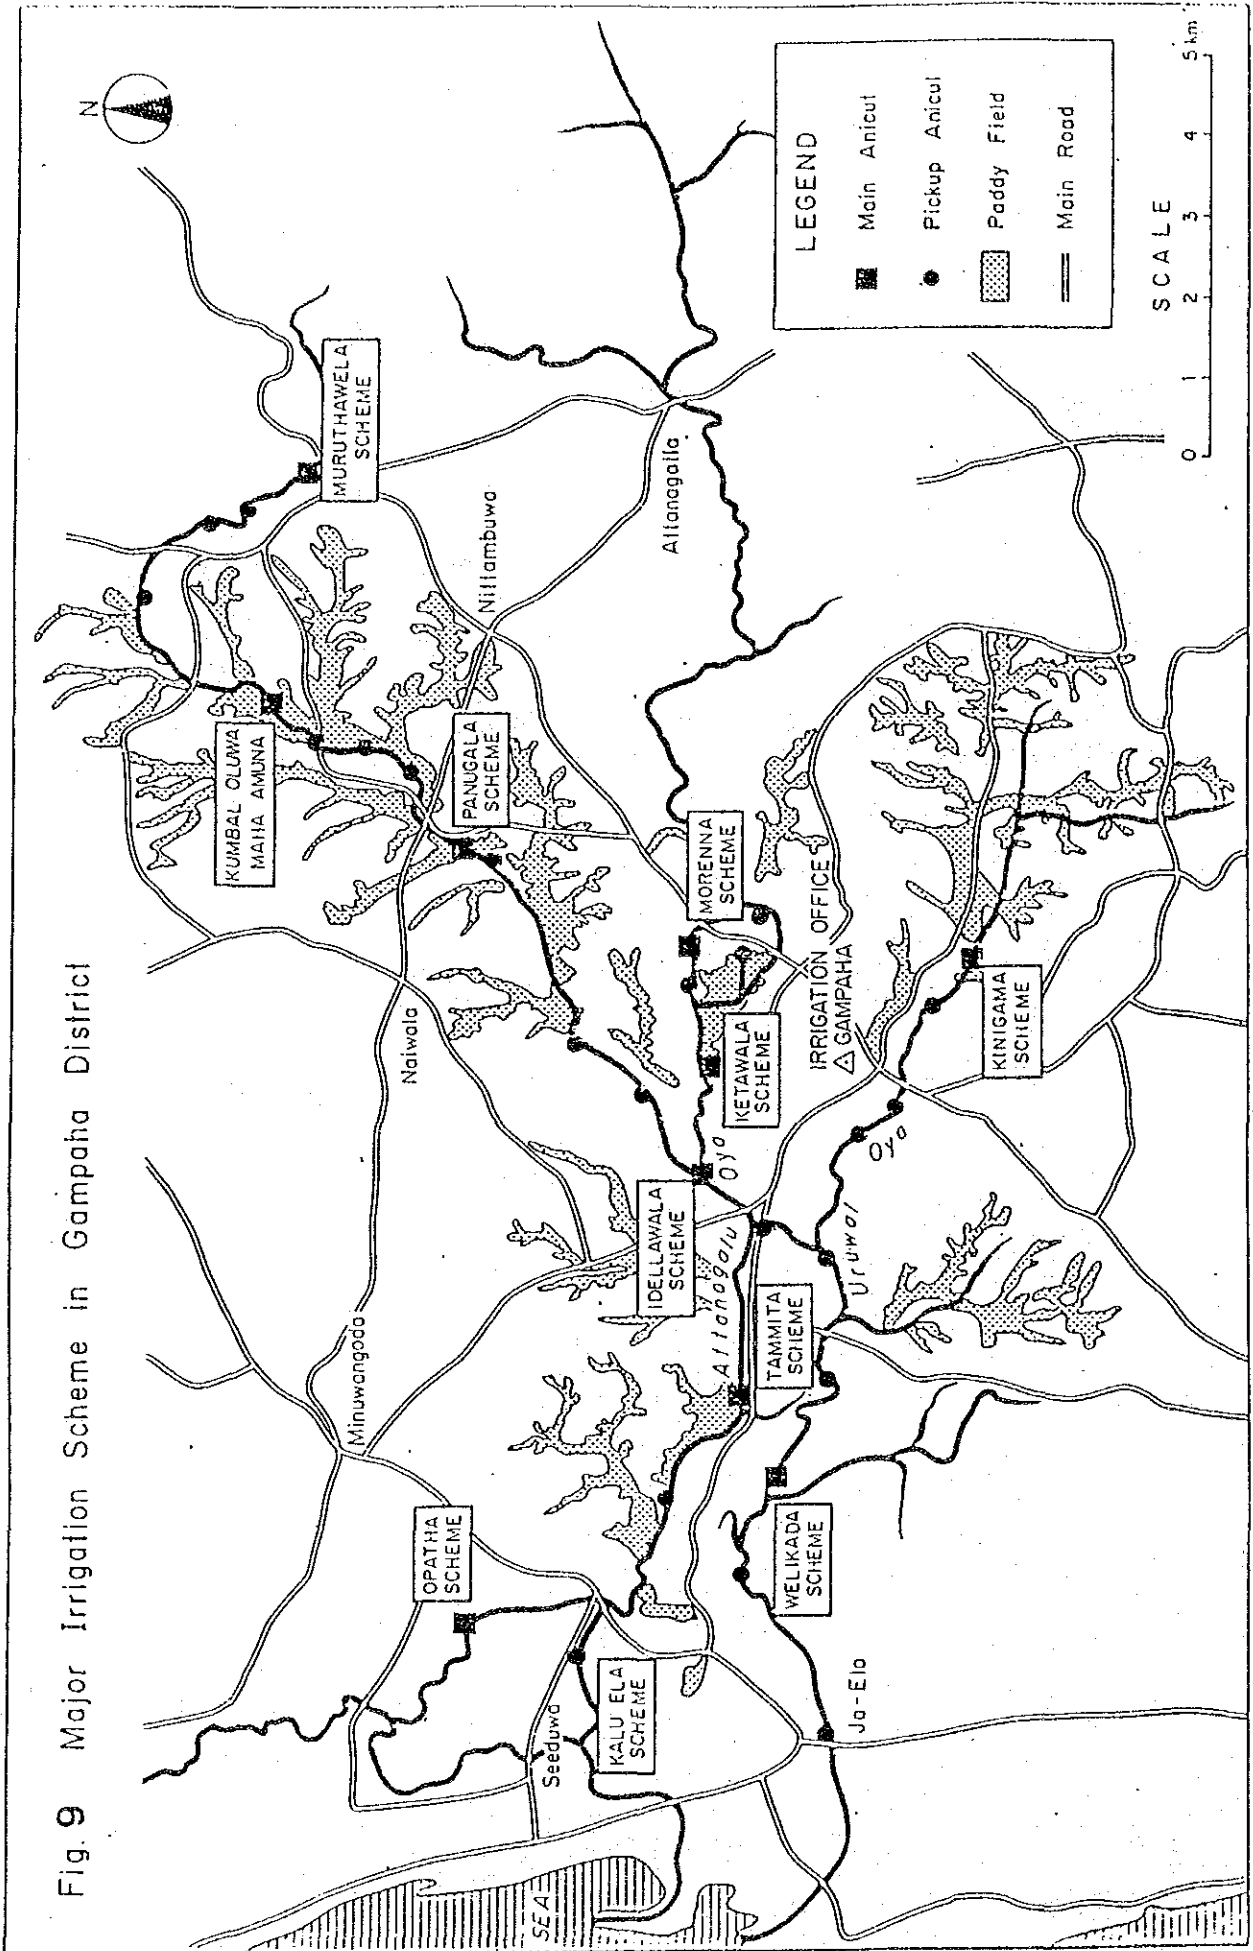 Fig. 9 Major Irrigation Scheme in Gampaha District
N
MURUTHAWELA
SCHEME
KUMBAL OLUWA
MAHA AMUNA
Nittambuwa
PANUGALA
SCHEME
Attanagalla
Naiwala
MORENNA
SCHEME
KETAWALA
SCHEME
IRRIGATION OFFICE
GAMPAHA
KINIGAMA
SCHEME
Minuwangoda
IDELLAWALA
SCHEME
Attanagalu Oya
Uruwal Oya
TAMMITA
SCHEME
OPATHA
SCHEME
WELIKADA
SCHEME
Seeduwa
KALU ELA
SCHEME
Ja-Ela
SEA
LEGEND
Main Anicut
Pickup Anicut
Paddy Field
Main Road
SCALE
0 1 2 3 4 5 km